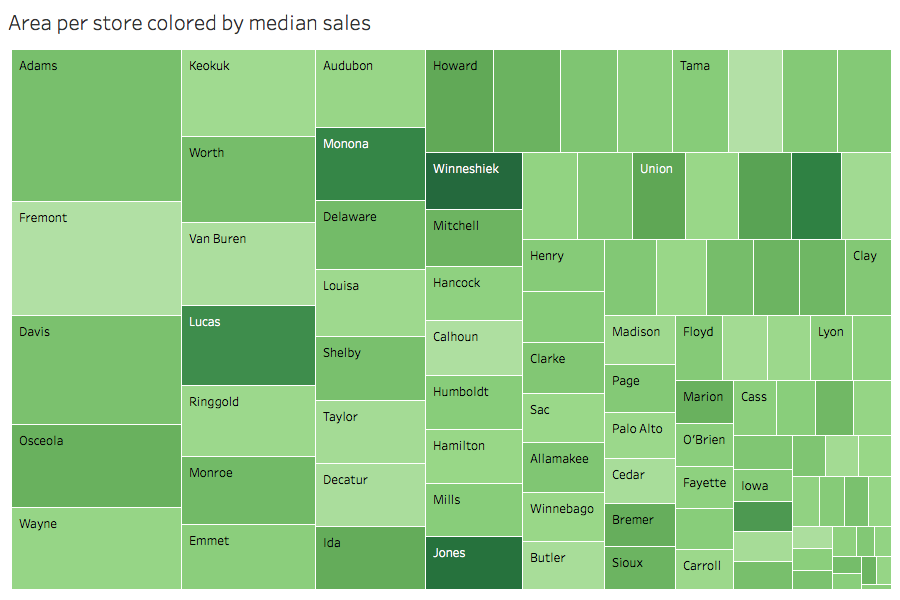 Area per store colored by median sales
Adams
Fremont
Davis
Osceola
Wayne
Keokuk
Worth
Van Buren
Lucas
Ringgold
Monroe
Emmet
Audubon
Monona
Delaware
Louisa
Shelby
Taylor
Decatur
Ida
Howard
Tama
Winneshiek
Mitchell
Hancock
Calhoun
Humboldt
Hamilton
Mills
Jones
Union
Henry
Clarke
Sac
Allamakee
Winnebago
Butler
Clay
Madison
Page
Palo Alto
Cedar
Bremer
Sioux
Floyd
Lyon
Marion
O'Brien
Fayette
Carroll
Cass
Iowa